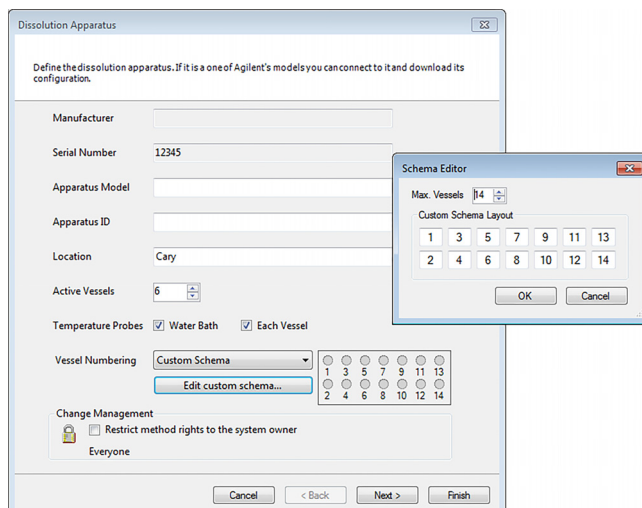 Dissolution Apparatus
Define the dissolution apparatus. If it is a one of Agilent's models you can connect to it and download its
configuration.
Manufacturer
Serial Number 12345
Apparatus Model
Apparatus ID
Location Cary
Active Vessels 6
Temperature Probes Water Bath Each Vessel
Vessel Numbering Custom Schema
1 3 5 7 9 11 13
Edit custom schema...
2 4 6 8 10 12 14
Change Management
Restrict method rights to the system owner
Everyone
Cancel < Back Next > Finish
Schema Editor
Max. Vessels 14
Custom Schema Layout
1 3 5 7 9 11 13
2 4 6 8 10 12 14
OK Cancel